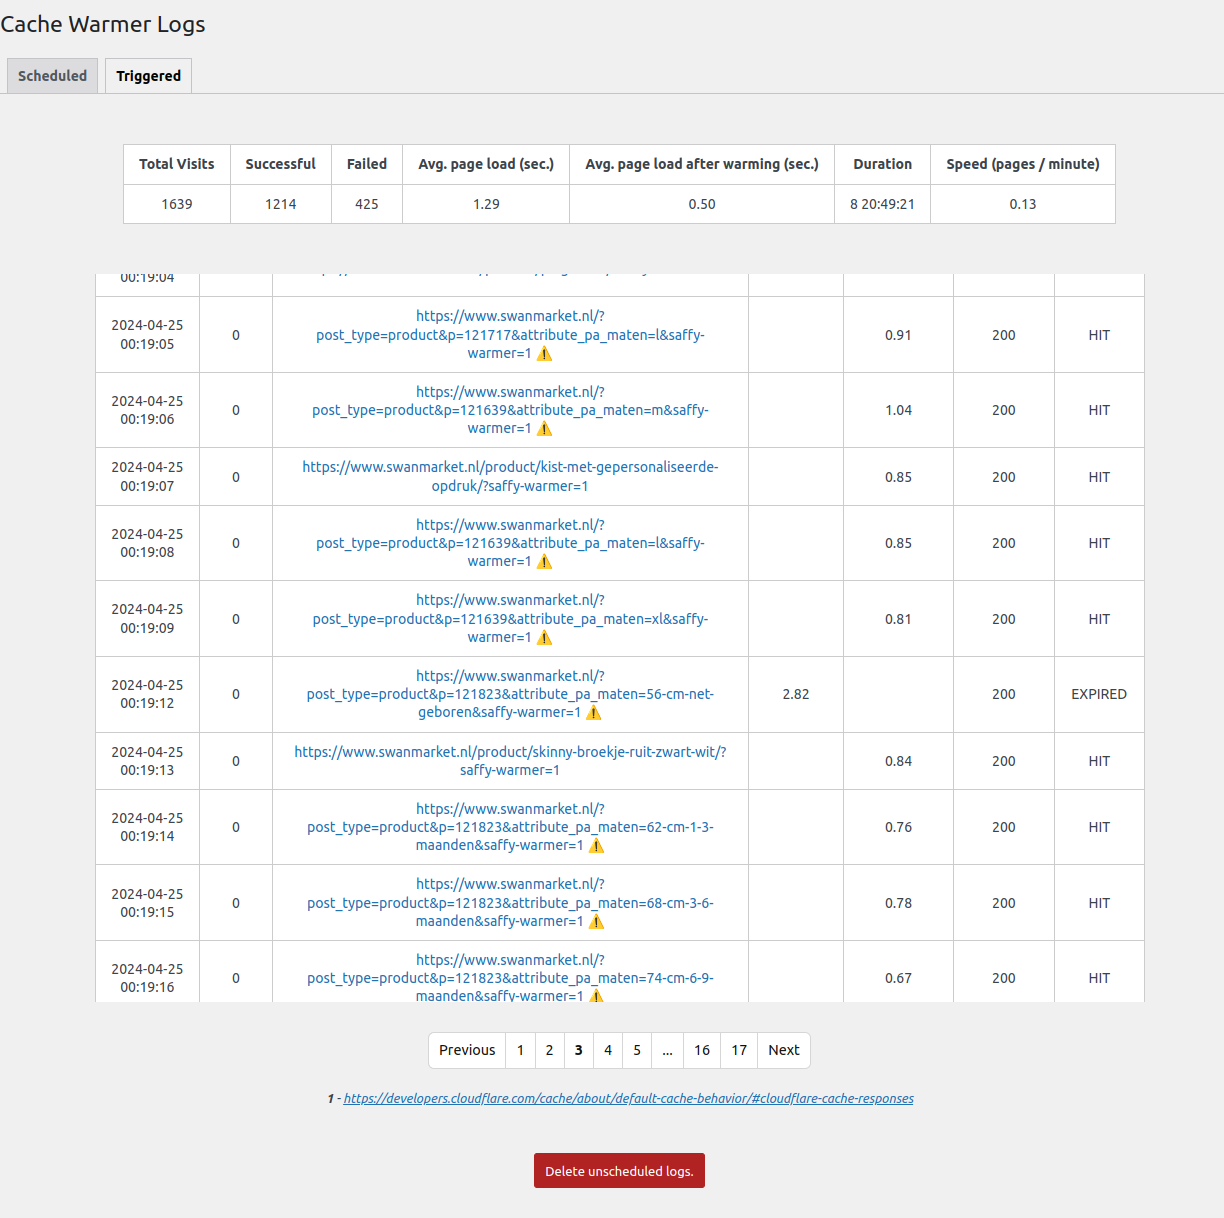 Cache Warmer Logs
Scheduled Triggered
Total Visits Successful Failed Avg. page load (sec.) Avg. page load after warming (sec.) Duration Speed (pages / minute)
1639 1214 425 1.29 0.50 8 20:49:21 0.13
00:19:04
2024-04-25 00:19:05 0 https://www.swanmarket.nl/?
post_type=product&p=121717&attribute_pa_maten=l&saffy-
warmer=1 ⚠️ 0.91 200 HIT
2024-04-25 00:19:06 0 https://www.swanmarket.nl/?
post_type=product&p=121639&attribute_pa_maten=m&saffy-
warmer=1 ⚠️ 1.04 200 HIT
2024-04-25 00:19:07 0 https://www.swanmarket.nl/product/kist-met-gepersonaliseerde-
opdruk/?saffy-warmer=1 0.85 200 HIT
2024-04-25 00:19:08 0 https://www.swanmarket.nl/?
post_type=product&p=121639&attribute_pa_maten=l&saffy-
warmer=1 ⚠️ 0.85 200 HIT
2024-04-25 00:19:09 0 https://www.swanmarket.nl/?
post_type=product&p=121639&attribute_pa_maten=xl&saffy-
warmer=1 ⚠️ 0.81 200 HIT
2024-04-25 00:19:12 0 https://www.swanmarket.nl/?
post_type=product&p=121823&attribute_pa_maten=56-cm-net-
geboren&saffy-warmer=1 ⚠️ 2.82 200 EXPIRED
2024-04-25 00:19:13 0 https://www.swanmarket.nl/product/skinny-broekje-ruit-zwart-wit/?
saffy-warmer=1 0.84 200 HIT
2024-04-25 00:19:14 0 https://www.swanmarket.nl/?
post_type=product&p=121823&attribute_pa_maten=62-cm-1-3-
maanden&saffy-warmer=1 ⚠️ 0.76 200 HIT
2024-04-25 00:19:15 0 https://www.swanmarket.nl/?
post_type=product&p=121823&attribute_pa_maten=68-cm-3-6-
maanden&saffy-warmer=1 ⚠️ 0.78 200 HIT
2024-04-25 00:19:16 0 https://www.swanmarket.nl/?
post_type=product&p=121823&attribute_pa_maten=74-cm-6-9-
maanden&saffy-warmer=1 ⚠️ 0.67 200 HIT
Previous 1 2 3 4 5 ... 16 17 Next
1 - https://developers.cloudflare.com/cache/about/default-cache-behavior/#cloudflare-cache-responses
Delete unscheduled logs.